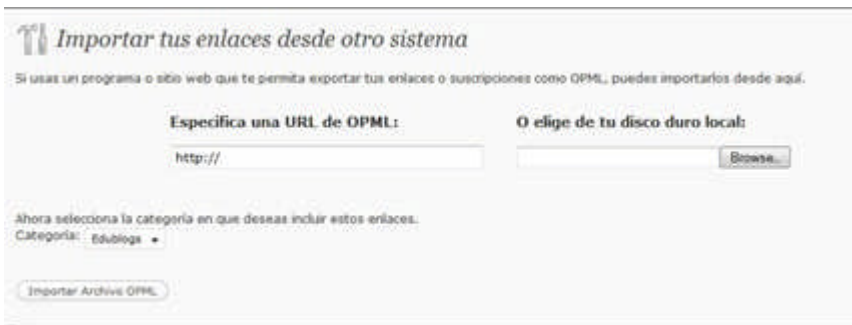 Importar tus enlaces desde otro sistema
Si usas un programa o sitio web que te permita exportar tus enlaces o suscripciones como OPML, puedes importarlos desde aquí.
Especifica una URL de OPML: O elige de tu disco duro local:
http:// Browse...
Ahora selecciona la categoría en que deseas incluir estos enlaces.
Categoría: Edublogs
Importar Archivo OPML